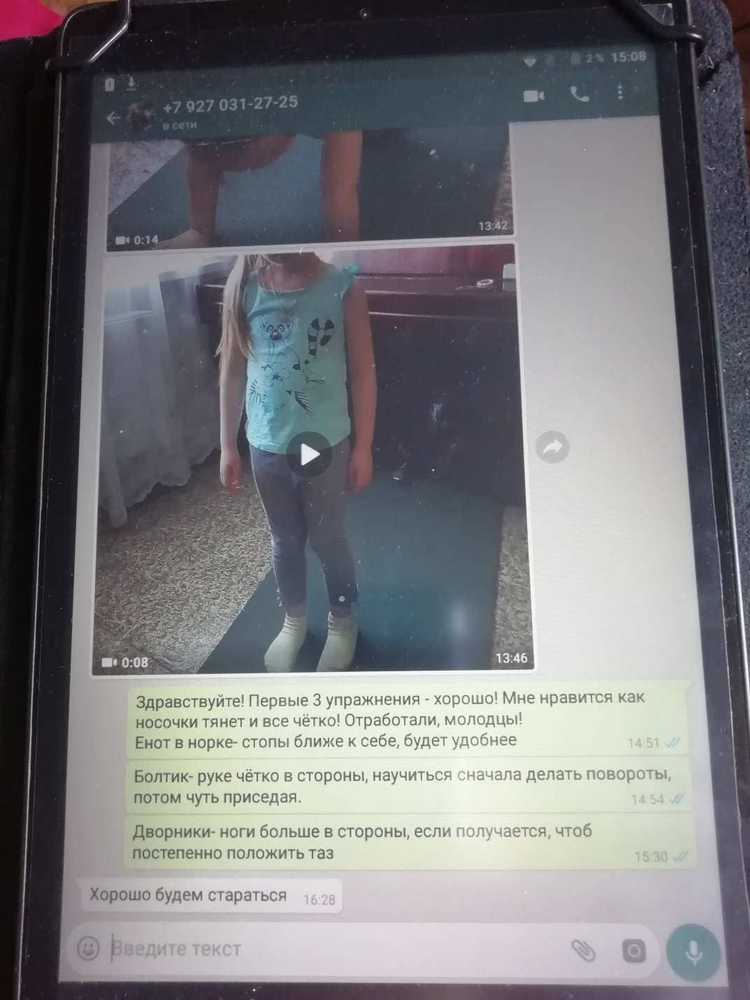 2 % 15:08
+7 927 031-27-25
в сети
0:14
13:42
0:08
13:46
Здравствуйте! Первые 3 упражнения - хорошо! Мне нравится как
носочки тянет и все чётко! Отработали, молодцы!
Енот в норке- стопы ближе к себе, будет удобнее
14:51
Болтик- руке чётко в стороны, научиться сначала делать повороты,
потом чуть приседая.
14:54
Дворники- ноги больше в стороны, если получается, чтоб
постепенно положить таз
15:30
Хорошо будем стараться
16:28
Введите текст